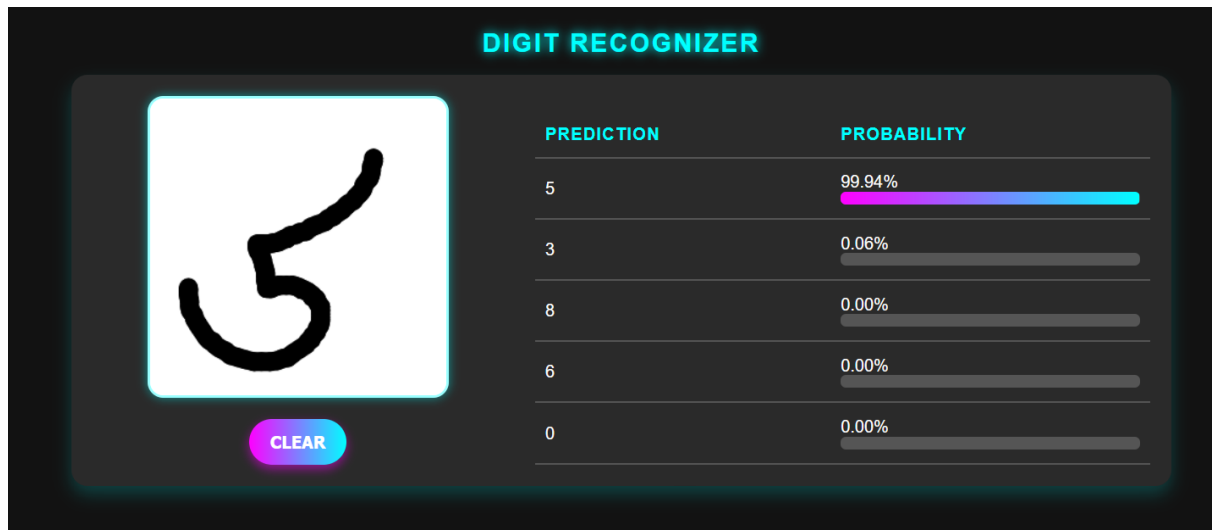 DIGIT RECOGNIZER
5
CLEAR
PREDICTION PROBABILITY
5 99.94%
3 0.06%
8 0.00%
6 0.00%
0 0.00%